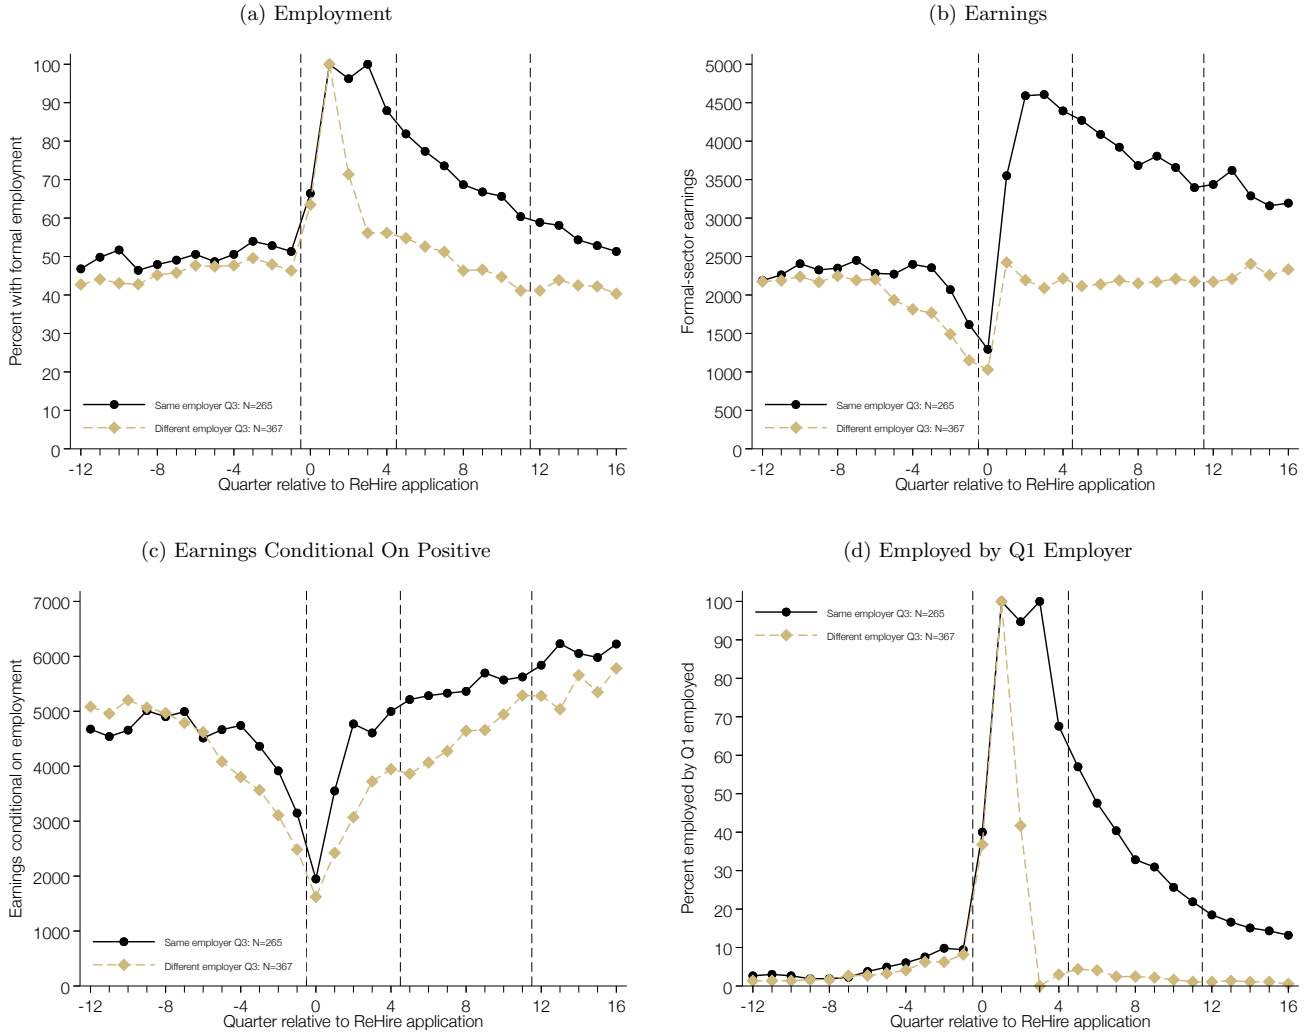 (a) Employment
Percent with formal employment
100
90
80
70
60
50
40
30
20
10
0
Same employer Q3: N=265
Different employer Q3: N=367
-12 -8 -4 0 4 8 12 16
Quarter relative to ReHire application
(b) Earnings
Formal-sector earnings
5000
4500
4000
3500
3000
2500
2000
1500
1000
500
0
Same employer Q3: N=265
Different employer Q3: N=367
-12 -8 -4 0 4 8 12 16
Quarter relative to ReHire application
(c) Earnings Conditional On Positive
Earnings conditional on employment
7000
6000
5000
4000
3000
2000
1000
0
Same employer Q3: N=265
Different employer Q3: N=367
-12 -8 -4 0 4 8 12 16
Quarter relative to ReHire application
(d) Employed by Q1 Employer
Percent employed by Q1 employed
100
90
80
70
60
50
40
30
20
10
0
Same employer Q3: N=265
Different employer Q3: N=367
-12 -8 -4 0 4 8 12 16
Quarter relative to ReHire application